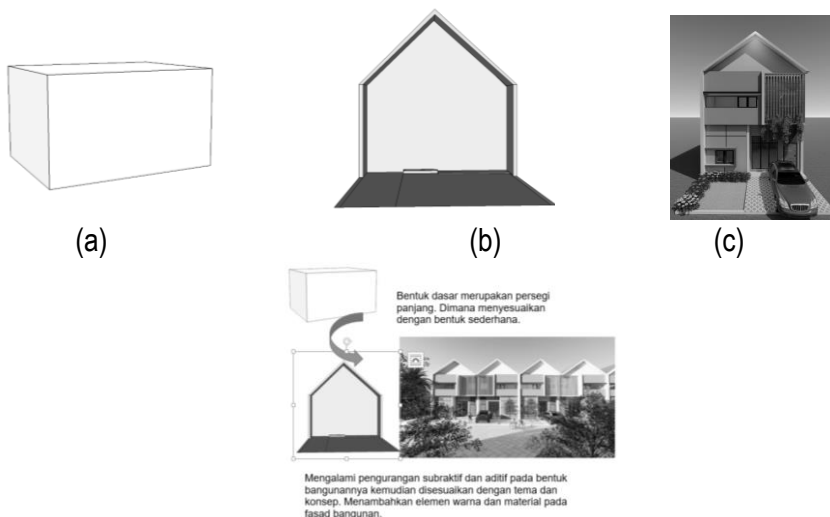 (a)
(b)
(c)
Bentuk dasar merupakan persegi
panjang. Dimana menyesuaikan
dengan bentuk sederhana.
Mengalami pengurangan subraktif dan aditif pada bentuk
bangunannya kemudian disesuaikan dengan tema dan
konsep. Menambahkan elemen warna dan material pada
fasad bangunan.